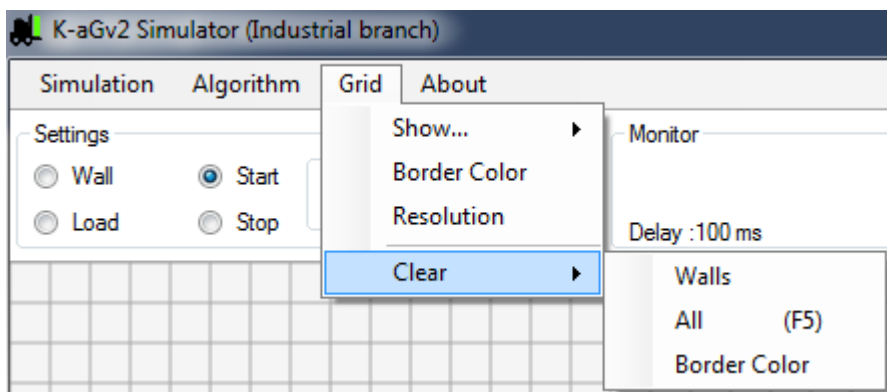 K-aGv2 Simulator (Industrial branch)
Simulation Algorithm Grid About
Settings
Wall Start
Load Stop
Show...
Border Color
Resolution
Clear
Monitor
Delay :100 ms
Walls
All (F5)
Border Color